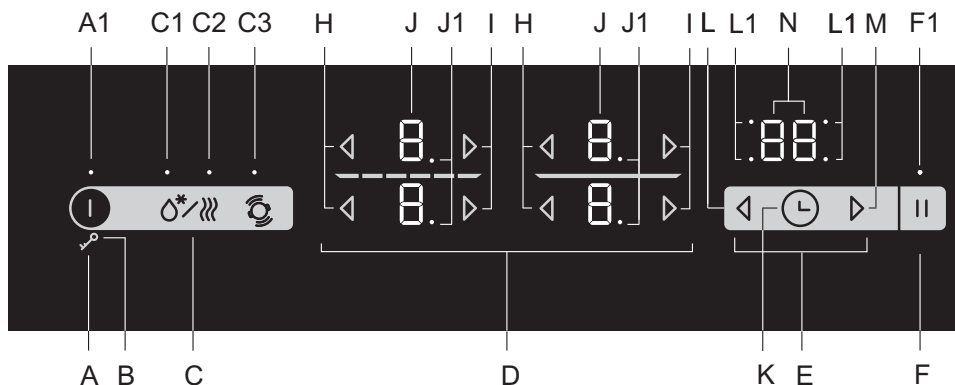 A1 C1 C2 C3 H J J1 I H J J1 I L L1 N L1 M F1
8. 8. 88
8. 8.
A B C D K E F